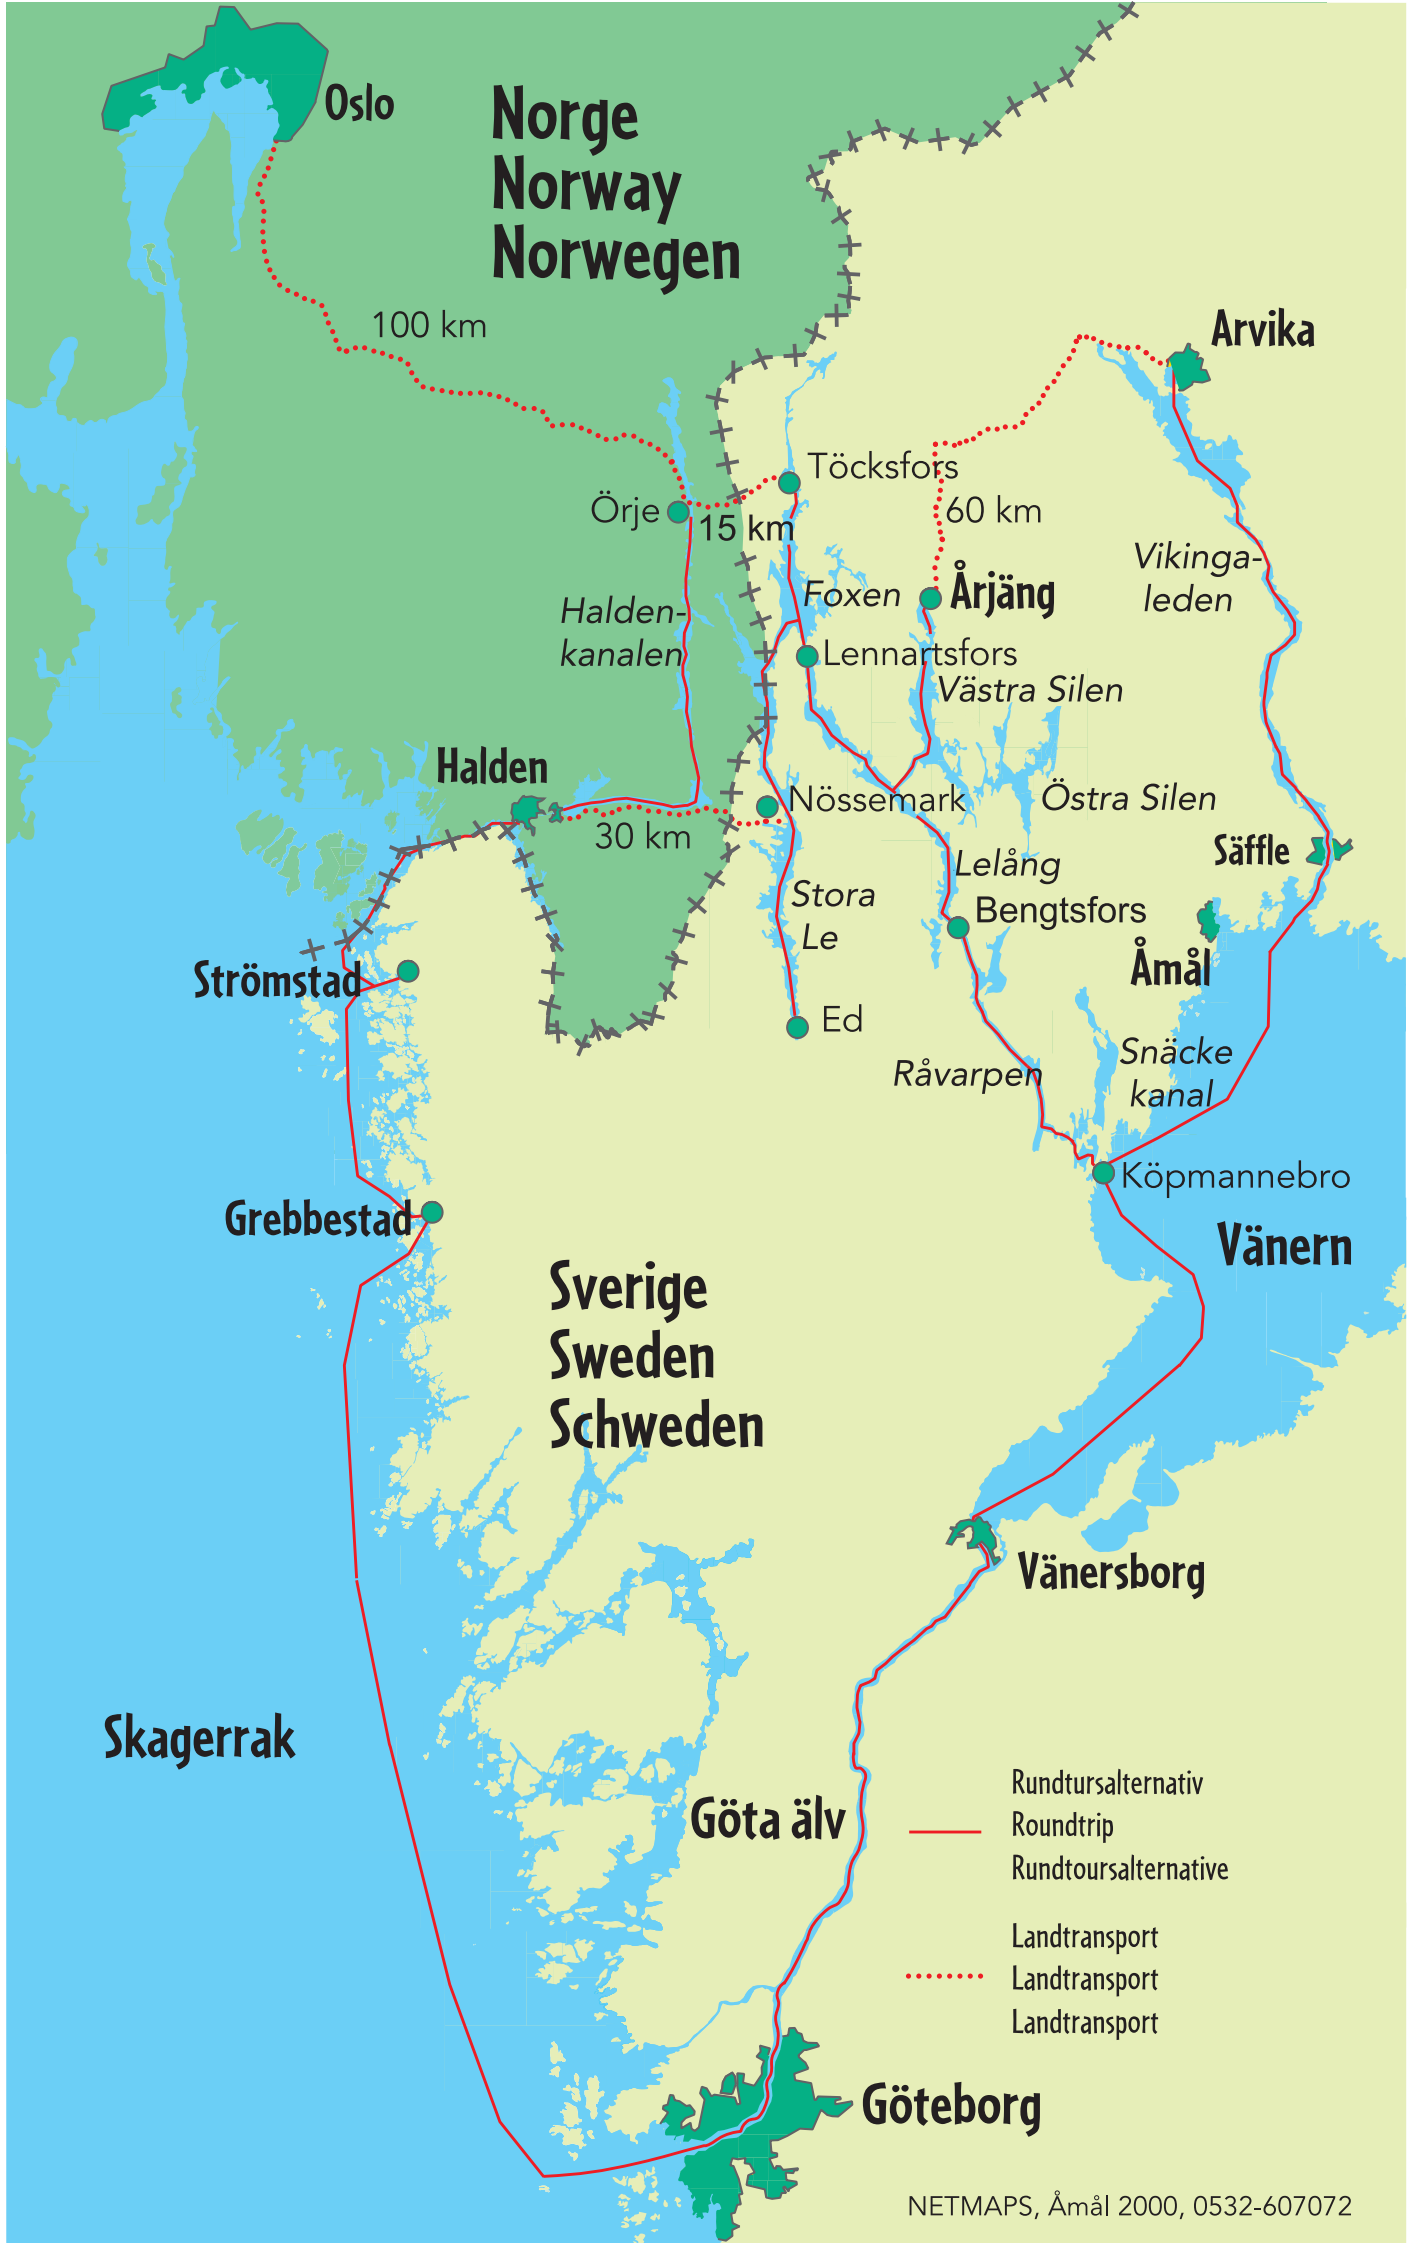 Oslo
Norge
Norway
Norwegen
100 km
Arvika
Töcksfors
Örje
15 km
60 km
Vikinga-
leden
Foxen
Årjäng
Halden-
kanalen
Lennartsfors
Västra Silen
Halden
Nössemark
Östra Silen
30 km
Säffle
Lelång
Stora
Le
Bengtsfors
Åmål
Strömstad
Ed
Snäcke
kanal
Råvarpen
Köpmannebro
Grebbestad
Vänern
Sverige
Sweden
Schweden
Vänersborg
Skagerrak
Göta älv
Rundtursalternativ
Roundtrip
Rundtoursalternative
Landtransport
Landtransport
Landtransport
Göteborg
NETMAPS, Åmål 2000, 0532-607072